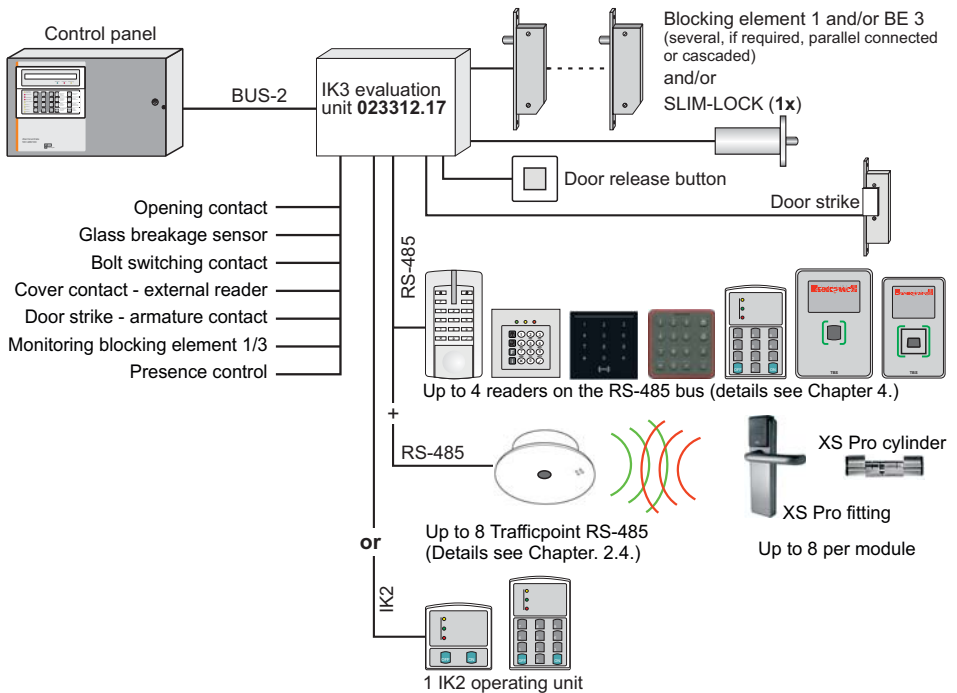 Control panel
BUS-2
IK3 evaluation
unit 023312.17
Blocking element 1 and/or BE 3
(several, if required, parallel connected
or cascaded)
and/or
SLIM-LOCK (1x)
Door release button
Door strike
Opening contact
Glass breakage sensor
Bolt switching contact
Cover contact - external reader
Door strike - armature contact
Monitoring blocking element 1/3
Presence control
RS-485
TBS
TBS
Up to 4 readers on the RS-485 bus (details see Chapter 4.)
+
RS-485
Up to 8 Trafficpoint RS-485
(Details see Chapter. 2.4.)
XS Pro cylinder
XS Pro fitting
Up to 8 per module
or
IK2
1 IK2 operating unit